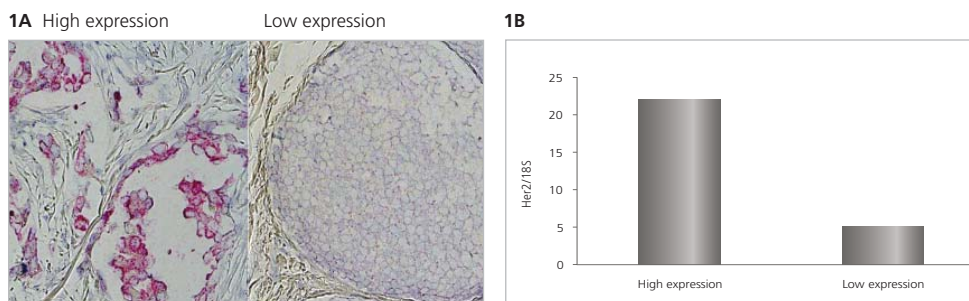 1A High expression Low expression
1B
25
20
15
10
5
0
Her2/18S
High expression Low expression